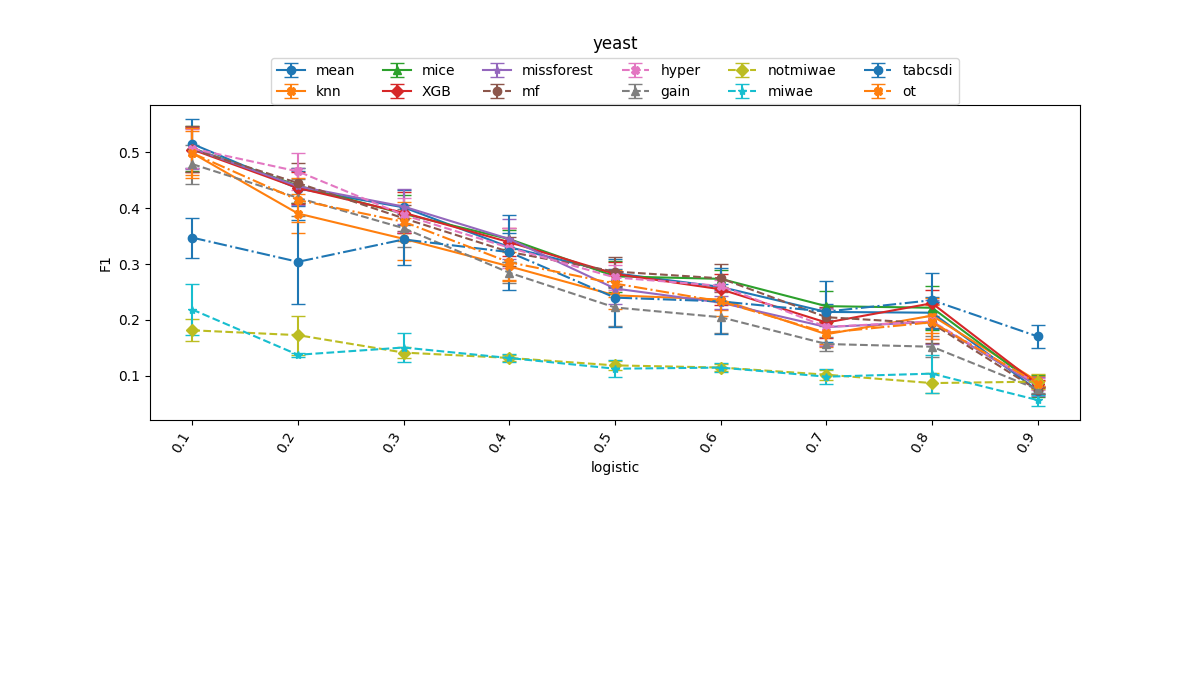 yeast
mean mice missforest hyper notmiwae tabcsdi
knn XGB mf gain miwae ot
0.5
0.4
0.3
0.2
0.1
F1
0.1 0.2 0.3 0.4 0.5 0.6 0.7 0.8 0.9
logistic